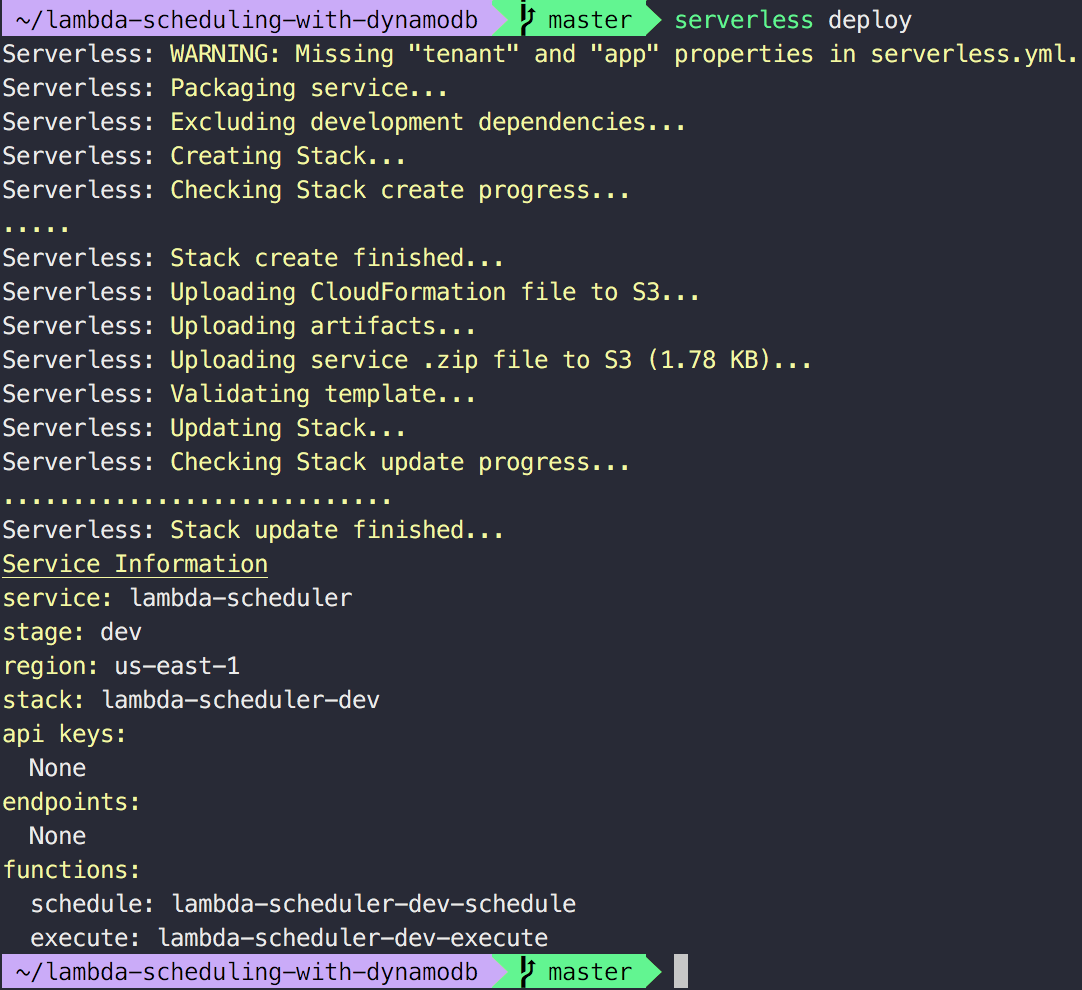 ~/lambda-scheduling-with-dynamodb master serverless deploy
Serverless: WARNING: Missing "tenant" and "app" properties in serverless.yml.
Serverless: Packaging service...
Serverless: Excluding development dependencies...
Serverless: Creating Stack...
Serverless: Checking Stack create progress...
.....
Serverless: Stack create finished...
Serverless: Uploading CloudFormation file to S3...
Serverless: Uploading artifacts...
Serverless: Uploading service .zip file to S3 (1.78 KB)...
Serverless: Validating template...
Serverless: Updating Stack...
Serverless: Checking Stack update progress...
............................
Serverless: Stack update finished...
Service Information
service: lambda-scheduler
stage: dev
region: us-east-1
stack: lambda-scheduler-dev
api keys:
  None
endpoints:
  None
functions:
  schedule: lambda-scheduler-dev-schedule
  execute: lambda-scheduler-dev-execute
~/lambda-scheduling-with-dynamodb master